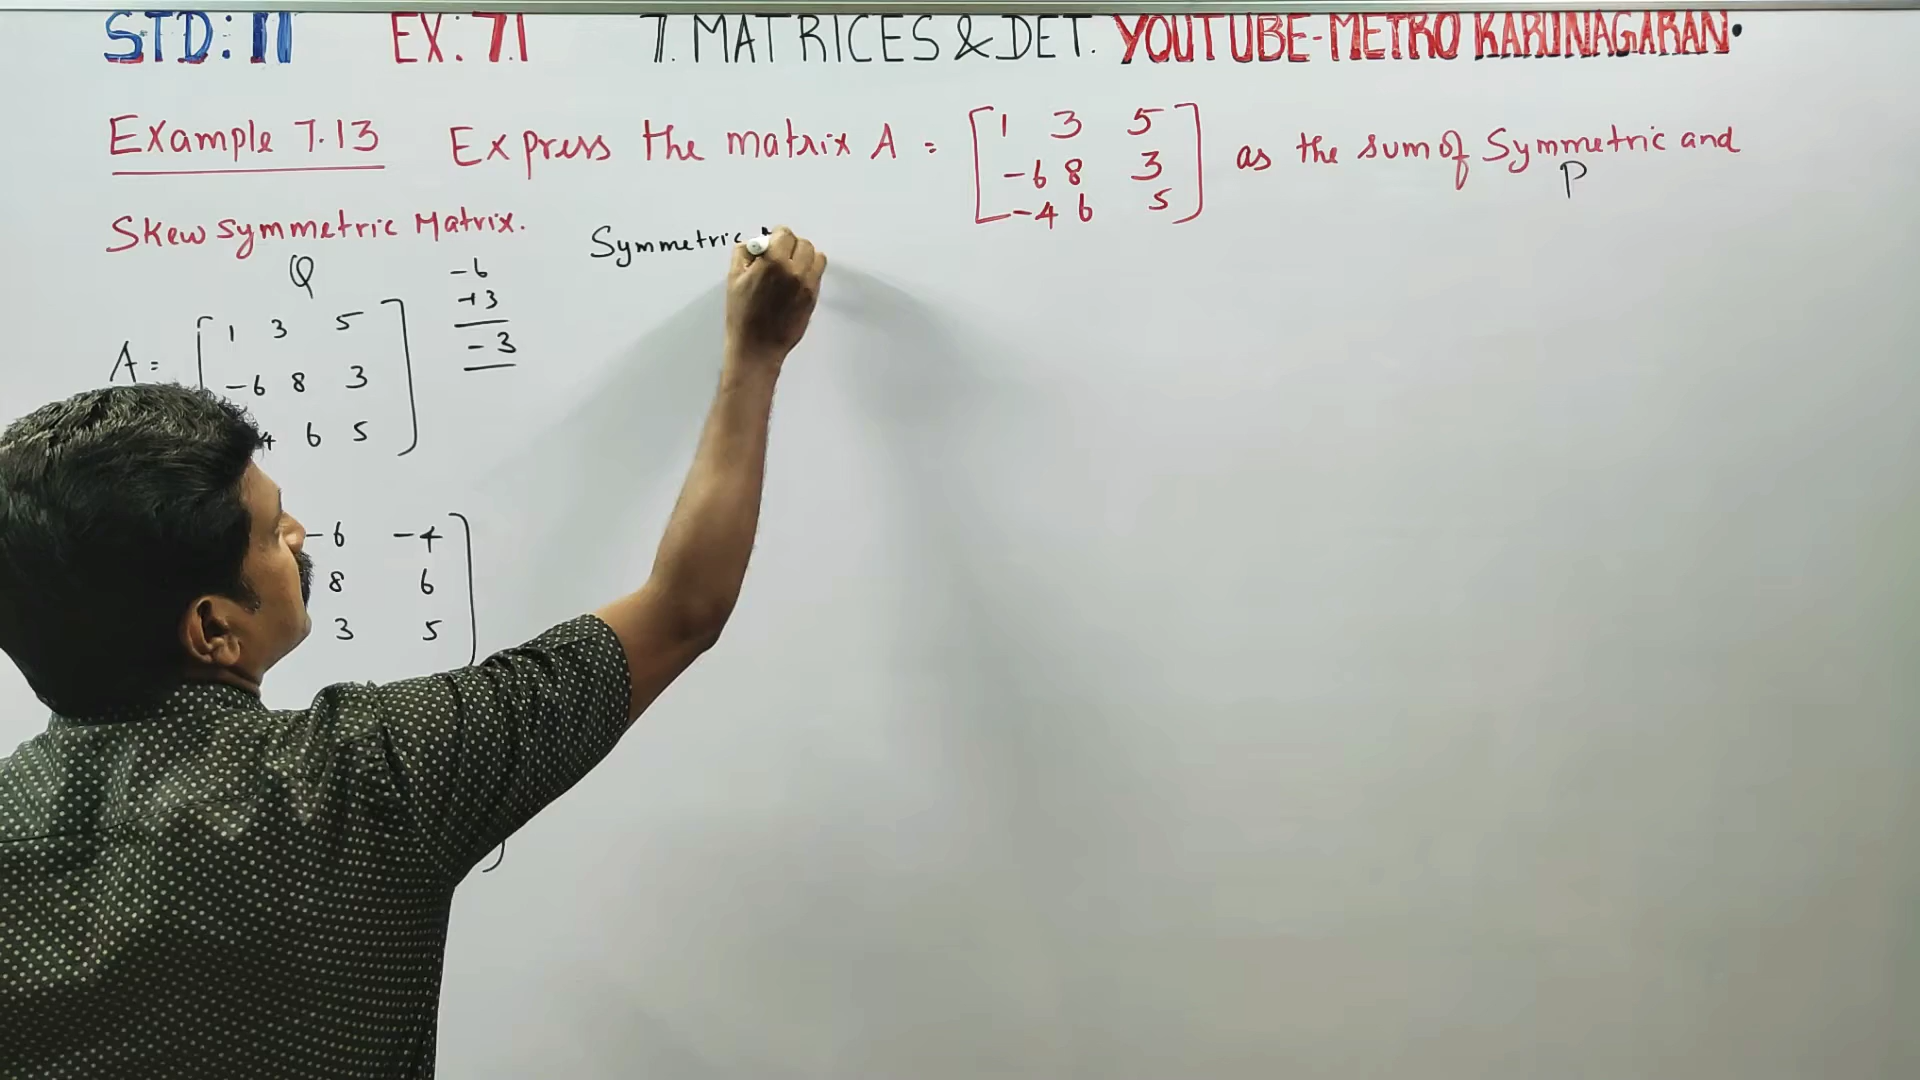 STD: 11 EX: 7.1 7. MATRICES & DET. YOUTUBE-METRO KARUNAGARAN.
Example 7.13 Express the matrix A = [1 3 5
-6 8 3
-4 6 5] as the sum of Symmetric and
P
Skew symmetric Matrix.
Q
A = [1 3 5
-6 8 3
4 6 5]
-6
+3
-3
-6 -4
8 6
3 5
Symmetric